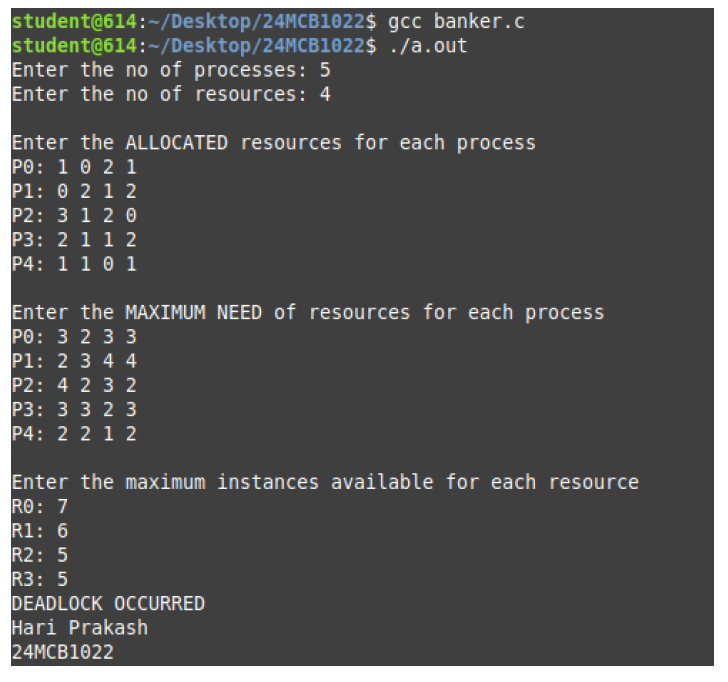 student@614:~/Desktop/24MCB1022$ gcc banker.c
student@614:~/Desktop/24MCB1022$ ./a.out
Enter the no of processes: 5
Enter the no of resources: 4
Enter the ALLOCATED resources for each process
P0: 1 0 2 1
P1: 0 2 1 2
P2: 3 1 2 0
P3: 2 1 1 2
P4: 1 1 0 1
Enter the MAXIMUM NEED of resources for each process
P0: 3 2 3 3
P1: 2 3 4 4
P2: 4 2 3 2
P3: 3 3 2 3
P4: 2 2 1 2
Enter the maximum instances available for each resource
R0: 7
R1: 6
R2: 5
R3: 5
DEADLOCK OCCURRED
Hari Prakash
24MCB1022